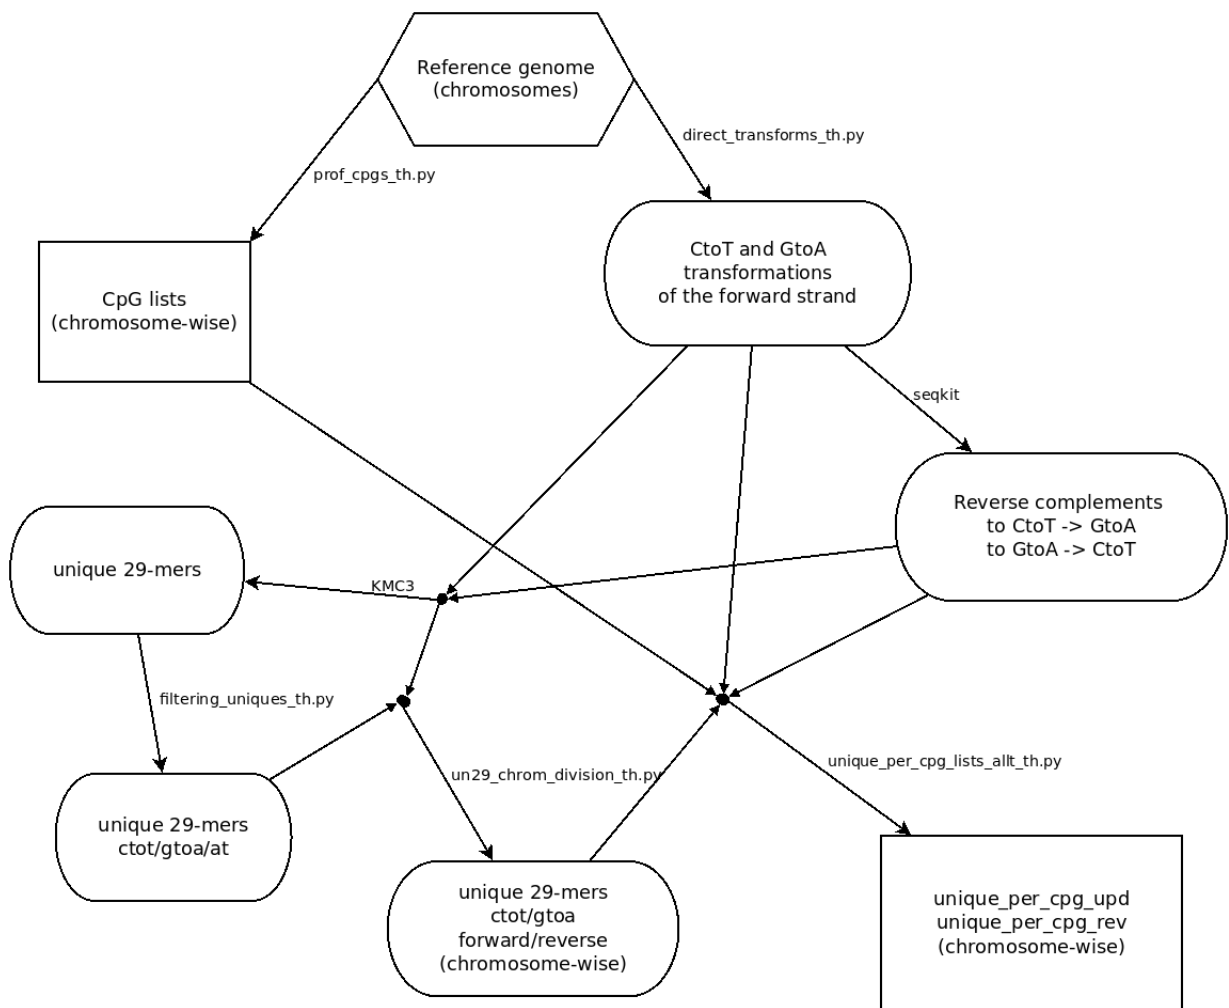 Reference genome
(chromosomes)
direct_transforms_th.py
prof_cpgs_th.py
CtoT and GtoA
transformations
of the forward strand
CpG lists
(chromosome-wise)
seqkit
Reverse complements
to CtoT -> GtoA
to GtoA -> CtoT
unique 29-mers
KMC3
filtering_uniques_th.py
un29_chrom_division_th.py
unique_per_cpg_lists_allt_th.py
unique 29-mers
ctot/gtoa/at
unique 29-mers
ctot/gtoa
forward/reverse
(chromosome-wise)
unique_per_cpg_upd
unique_per_cpg_rev
(chromosome-wise)